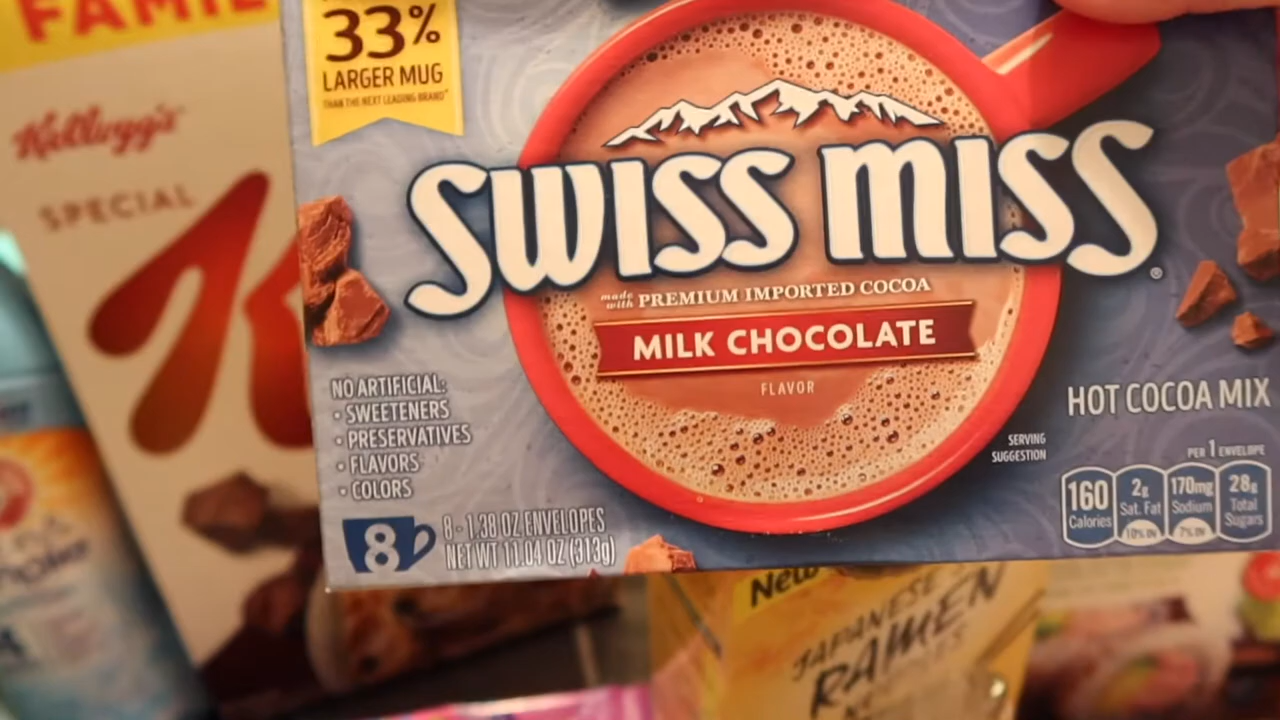 FAMI
Kellogg's
SPECIAL
K
33%
LARGER MUG
THAN THE NEXT LEADING BRAND*
SWISS MISS®
made with PREMIUM IMPORTED COCOA
MILK CHOCOLATE
FLAVOR
NO ARTIFICIAL:
• SWEETENERS
• PRESERVATIVES
• FLAVORS
• COLORS
8
8 - 1.38 OZ ENVELOPES
NET WT 11.04 OZ (313g)
SERVING
SUGGESTION
HOT COCOA MIX
PER 1 ENVELOPE
160
Calories
2g
Sat. Fat
10% DV
170mg
Sodium
7% DV
28g
Total
Sugars
New
JAPANESE
RAMEN